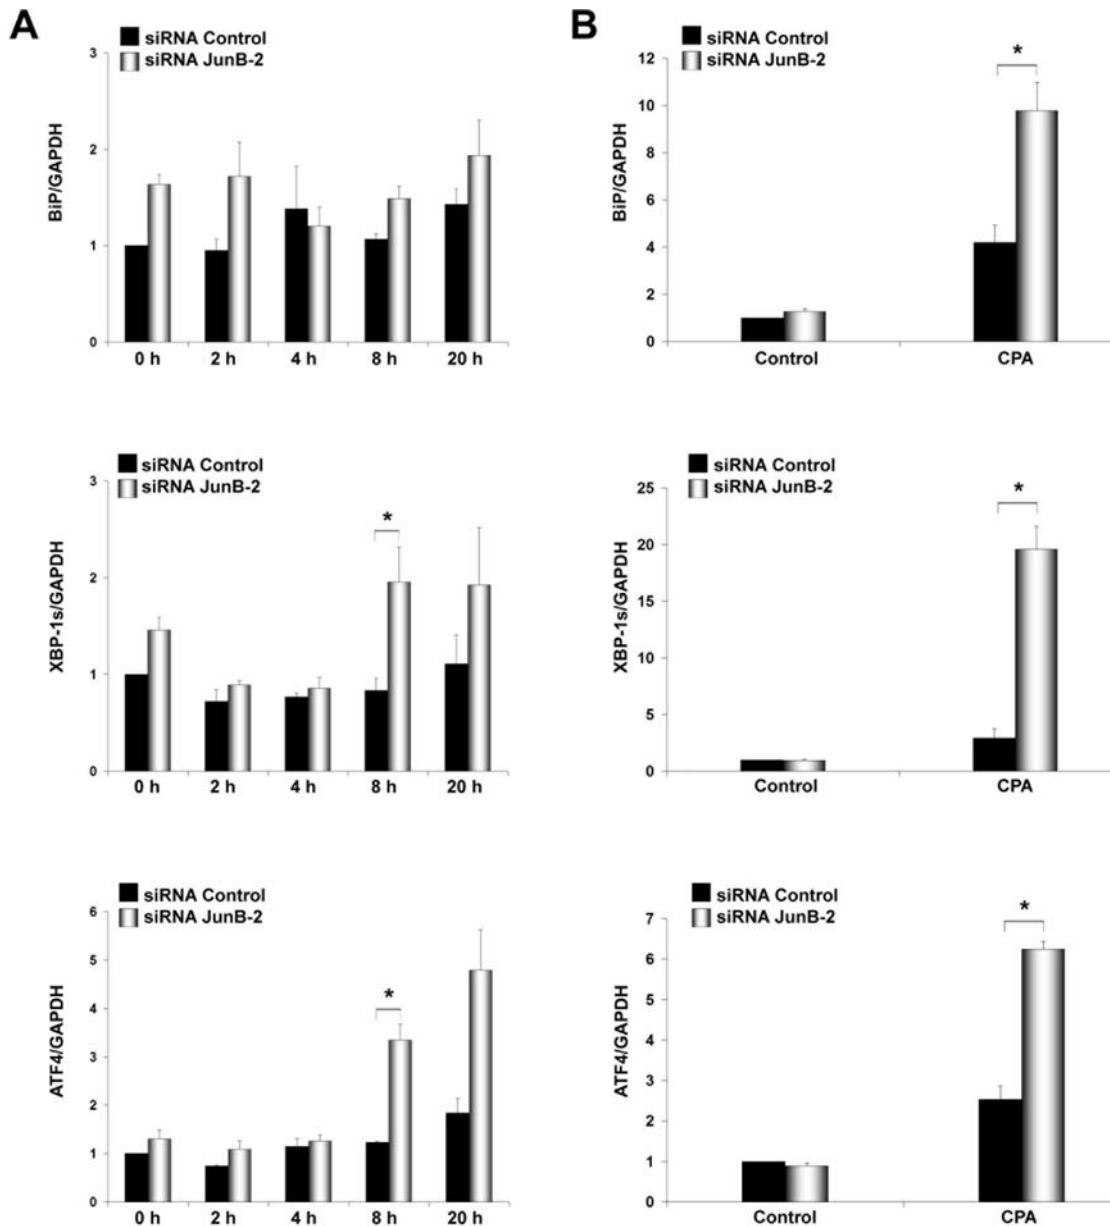 A
siRNA Control
siRNA JunB-2
BiP/GAPDH
3
2
1
0
0 h 2 h 4 h 8 h 20 h
B
siRNA Control
siRNA JunB-2
BiP/GAPDH
12
10
8
6
4
2
0
*
Control CPA
siRNA Control
siRNA JunB-2
XBP-1s/GAPDH
3
2
1
0
*
0 h 2 h 4 h 8 h 20 h
siRNA Control
siRNA JunB-2
XBP-1s/GAPDH
25
20
15
10
5
0
*
Control CPA
siRNA Control
siRNA JunB-2
ATF4/GAPDH
6
5
4
3
2
1
0
*
0 h 2 h 4 h 8 h 20 h
siRNA Control
siRNA JunB-2
ATF4/GAPDH
7
6
5
4
3
2
1
0
*
Control CPA